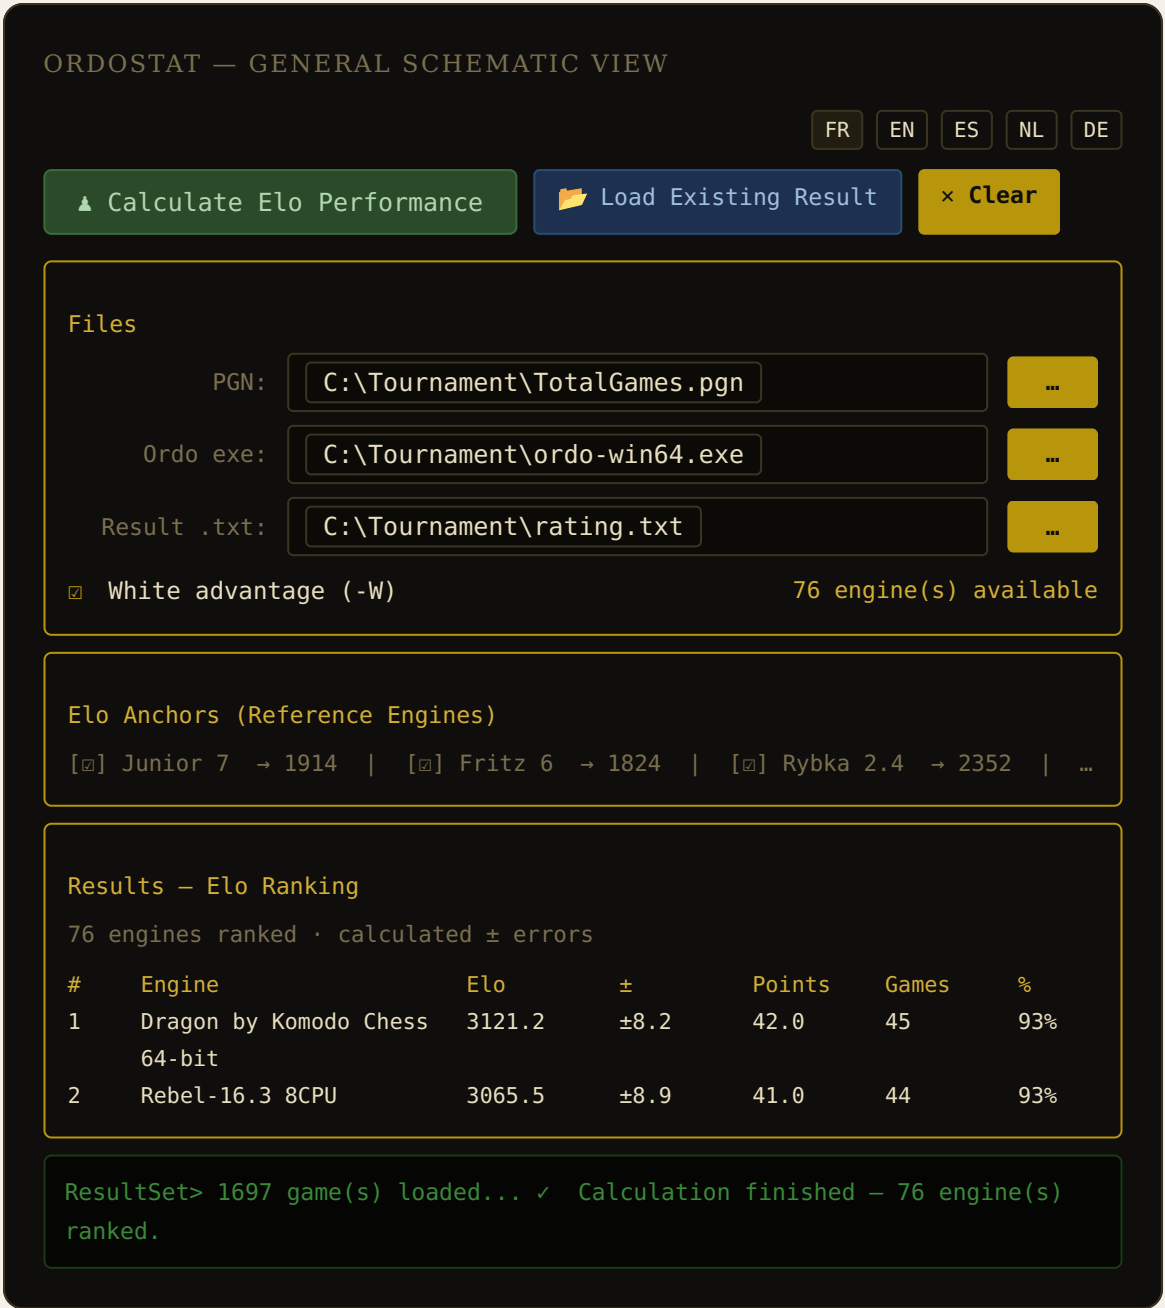 ORDOSTAT — GENERAL SCHEMATIC VIEW
FR EN ES NL DE
♟ Calculate Elo Performance 📂 Load Existing Result × Clear
Files
PGN: C:\Tournament\TotalGames.pgn …
Ordo exe: C:\Tournament\ordo-win64.exe …
Result .txt: C:\Tournament\rating.txt …
☑ White advantage (-W) 76 engine(s) available
Elo Anchors (Reference Engines)
[☑] Junior 7 → 1914 | [☑] Fritz 6 → 1824 | [☑] Rybka 2.4 → 2352 | …
Results — Elo Ranking
76 engines ranked · calculated ± errors
# Engine Elo ± Points Games %
1 Dragon by Komodo Chess 3121.2 ±8.2 42.0 45 93%
64-bit
2 Rebel-16.3 8CPU 3065.5 ±8.9 41.0 44 93%
ResultSet> 1697 game(s) loaded... ✓ Calculation finished — 76 engine(s)
ranked.